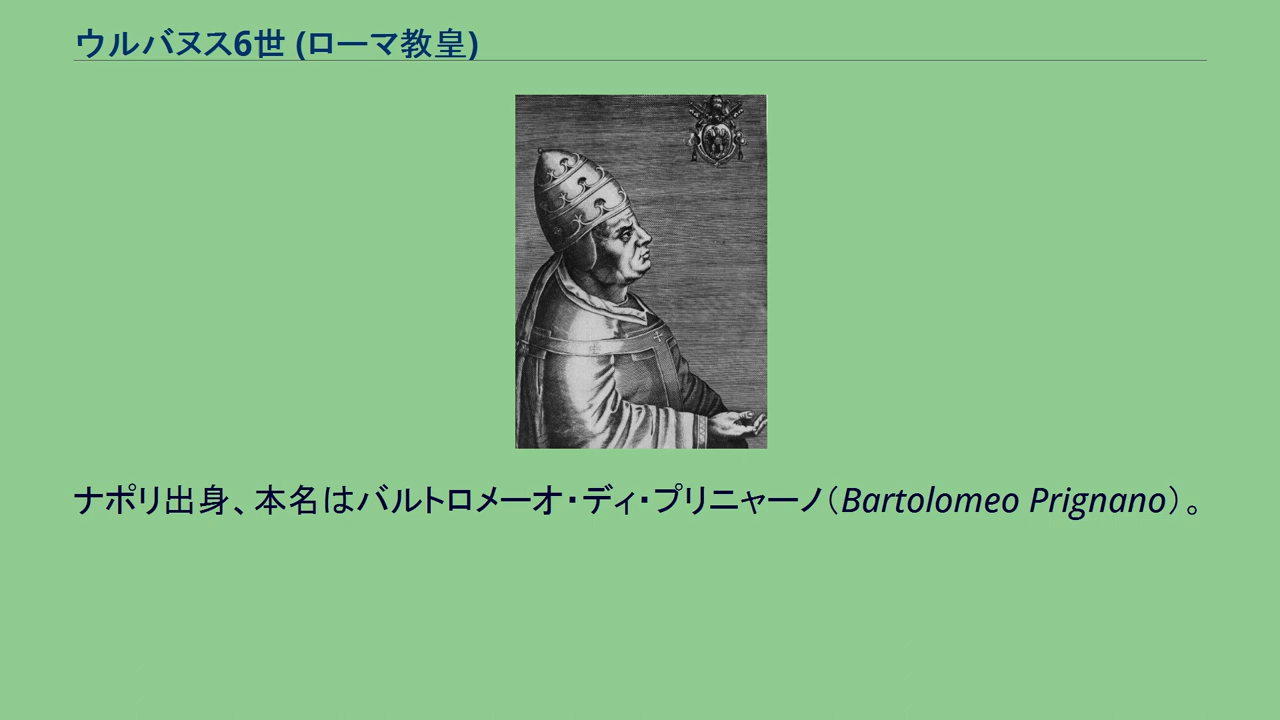 ウルバヌス6世 (ローマ教皇)
ナポリ出身、本名はバルトロメーオ・ディ・プリニャーノ（Bartolomeo Prignano）。